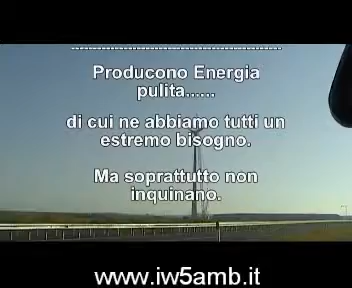 Producono Energia
pulita......
di cui ne abbiamo tutti un
estremo bisogno.
Ma soprattutto non
inquinano.
www.iw5amb.it